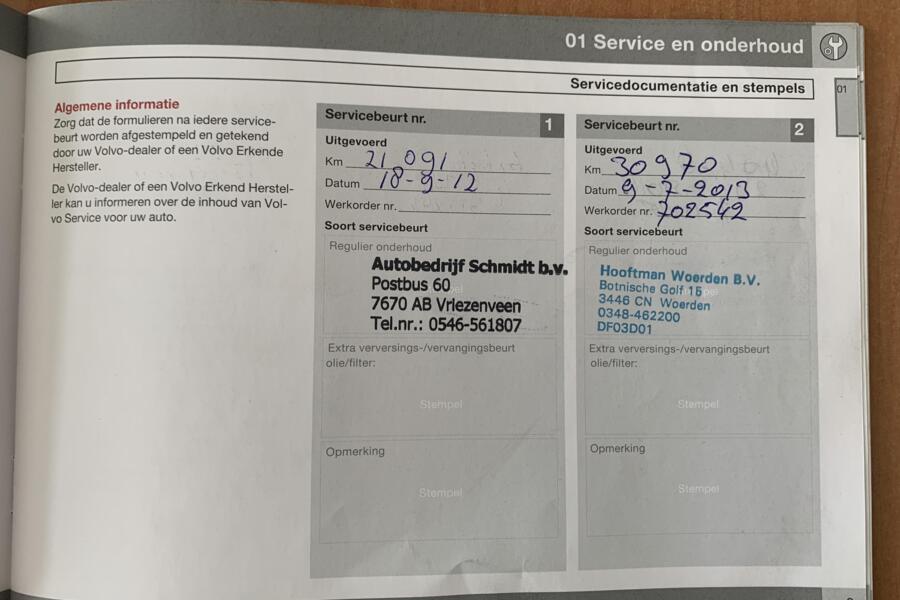 01 Service en onderhoud
Servicedocumentatie en stempels
01
Algemene informatie
Zorg dat de formulieren na iedere service-
beurt worden afgestempeld en getekend
door uw Volvo-dealer of een Volvo Erkende
Hersteller.
De Volvo-dealer of een Volvo Erkend Herstel-
ler kan u informeren over de inhoud van Vol-
vo Service voor uw auto.
Servicebeurt nr. 1
Uitgevoerd
Km 21 091
Datum 18-9-12
Werkorder nr.
Soort servicebeurt
Regulier onderhoud
Autobedrijf Schmidt b.v.
Postbus 60
7670 AB Vriezenveen
Tel.nr.: 0546-561807
Extra verversings-/vervangingsbeurt
olie/filter:
Stempel
Opmerking
Stempel
Servicebeurt nr. 2
Uitgevoerd
Km 30970
Datum 9-7-2013
Werkorder nr. 702542
Soort servicebeurt
Regulier onderhoud
Hooftman Woerden B.V.
Botnische Golf 15
3446 CN Woerden
0348-462200
DF03D01
Extra verversings-/vervangingsbeurt
olie/filter:
Stempel
Opmerking
Stempel